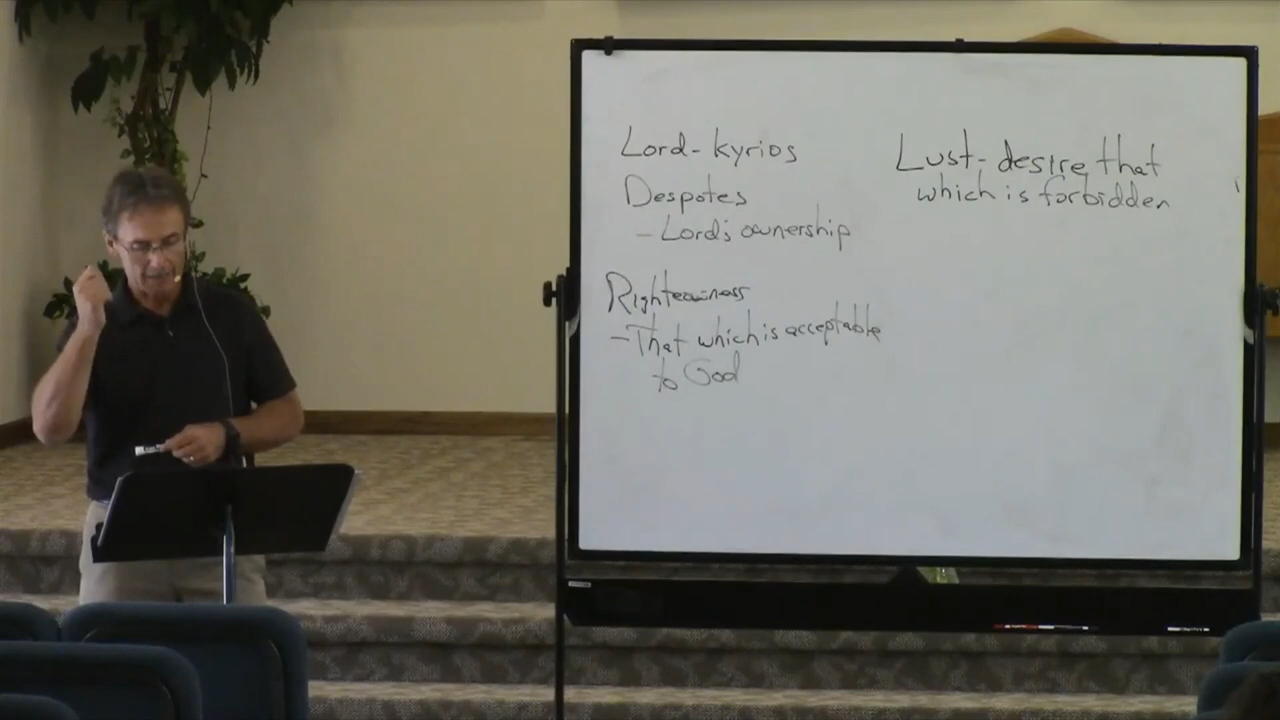 Lord - kyrios
Despotes
- Lord's ownership
Righteousness
- That which is acceptable
to God
Lust - desire that
which is forbidden